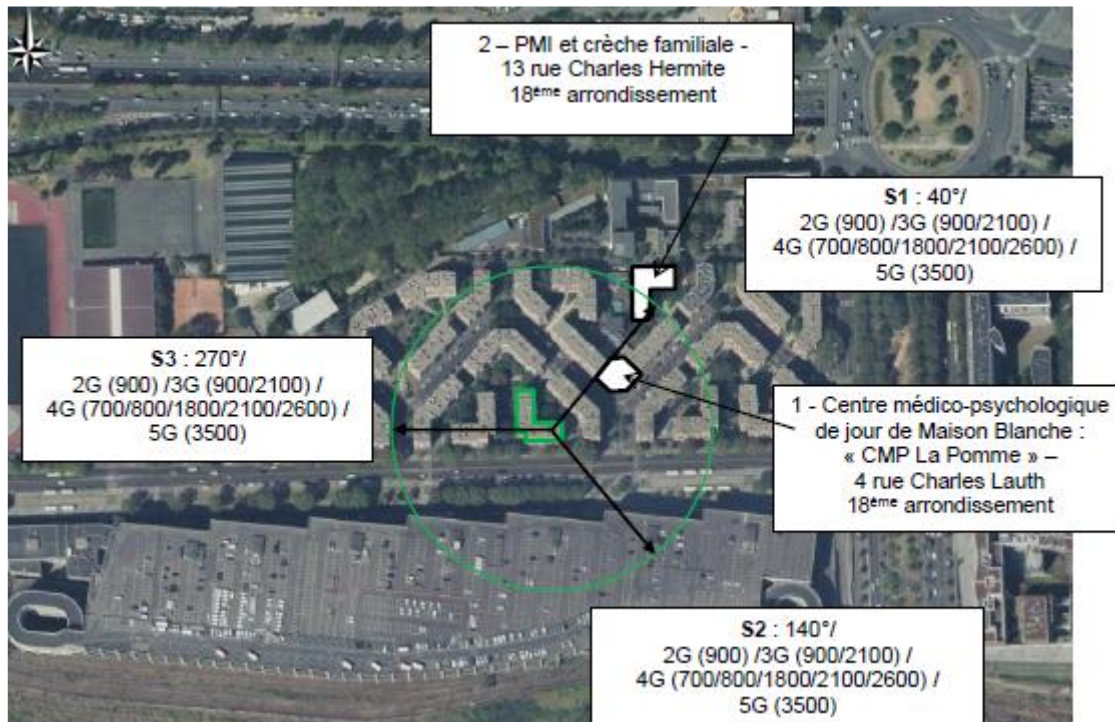 2 – PMI et crèche familiale -
13 rue Charles Hermite
18ème arrondissement
S1 : 40°/
2G (900) /3G (900/2100) /
4G (700/800/1800/2100/2600) /
5G (3500)
S3 : 270°/
2G (900) /3G (900/2100) /
4G (700/800/1800/2100/2600) /
5G (3500)
1 - Centre médico-psychologique
de jour de Maison Blanche :
« CMP La Pomme » –
4 rue Charles Lauth
18ème arrondissement
S2 : 140°/
2G (900) /3G (900/2100) /
4G (700/800/1800/2100/2600) /
5G (3500)